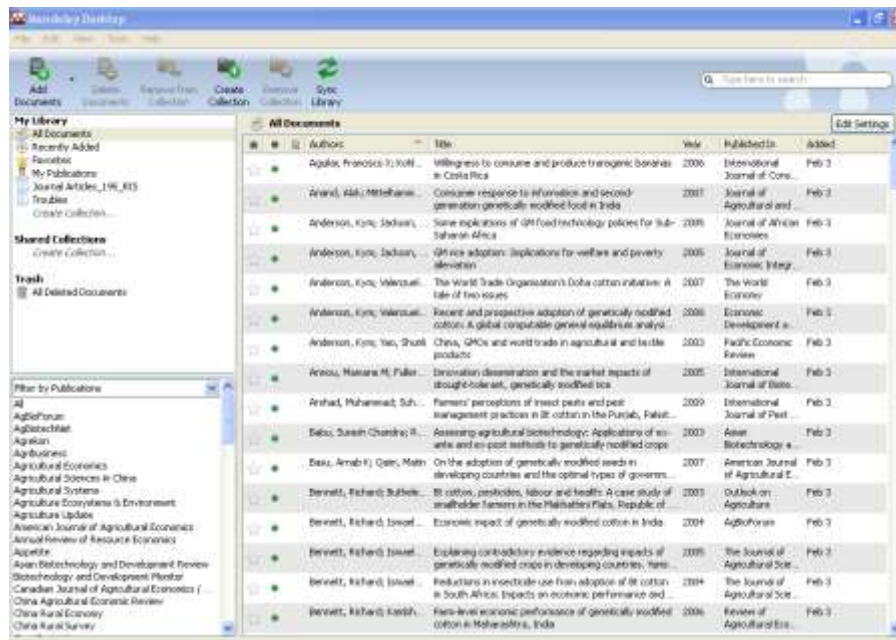 Mendeley Desktop
File Edit View Tools Help
Add Documents
Delete Documents
Remove from Collection
Create Collection
Remove Collection
Sync Library
Type here to search
My Library
All Documents
Recently Added
Favorites
My Publications
Journal Articles_196_RIS
Troubles
Create Collection...
Shared Collections
Create Collection...
Trash
All Deleted Documents
Filter by Publications
All
AgBioForum
AgBiotechNet
Agrekon
Agribusiness
Agricultural Economics
Agricultural Sciences in China
Agricultural Systems
Agriculture Ecosystems & Environment
Agriculture Update
American Journal of Agricultural Economics
Annual Review of Resource Economics
Appetite
Asian Biotechnology and Development Review
Biotechnology and Development Monitor
Canadian Journal of Agricultural Economics / ...
China Agricultural Economic Review
China Rural Economy
China Rural Survey
All Documents
Edit Settings
Authors Title Year Published In Added
Aguilar, Francisco X; Kohl... Willingness to consume and produce transgenic bananas 2006 International Feb 3
in Costa Rica Journal of Cons...
Anand, Alok; Mittelhamm... Consumer response to information and second- 2007 Journal of Feb 3
generation genetically modified food in India Agricultural and ...
Anderson, Kym; Jackson, ... Some implications of GM food technology policies for Sub- 2005 Journal of African Feb 3
Saharan Africa Economies
Anderson, Kym; Jackson, ... GM rice adoption: Implications for welfare and poverty 2005 Journal of Feb 3
alleviation Economic Integr...
Anderson, Kym; Valenzuel... The World Trade Organisation's Doha cotton initiative: A 2007 The World Feb 3
tale of two issues Economy
Anderson, Kym; Valenzuel... Recent and prospective adoption of genetically modified 2008 Economic
cotton: A global computable general equilibrium analysi... Development a...
Anderson, Kym; Yao, Shunli China, GMOs and world trade in agricultural and textile 2003 Pacific Economic Feb 3
products Review
Annou, Mamane M; Fuller... Innovation dissemination and the market impacts of 2005 International Feb 3
drought-tolerant, genetically modified rice Journal of Biote...
Arshad, Muhammad; Suh... Farmers' perceptions of insect pests and pest 2009 International Feb 3
management practices in Bt cotton in the Punjab, Pakist... Journal of Pest ...
Babu, Suresh Chandra; R... Assessing agricultural biotechnology: Applications of ex- 2003 Asian Feb 3
ante and ex-post methods to genetically modified crops Biotechnology a...
Basu, Arnab K; Qaim, Matin On the adoption of genetically modified seeds in 2007 American Journal Feb 3
developing countries and the optimal types of governm... of Agricultural E...
Bennett, Richard; Buthele... Bt cotton, pesticides, labour and health: A case study of 2003 Outlook on Feb 3
smallholder farmers in the Makhathini Flats, Republic of ... Agriculture
Bennett, Richard; Ismael... Economic impact of genetically modified cotton in India 2004 AgBioForum Feb 3
Bennett, Richard; Ismael... Explaining contradictory evidence regarding impacts of 2005 The Journal of Feb 3
genetically modified crops in developing countries. Varie... Agricultural Scie...
Bennett, Richard; Ismael... Reductions in insecticide use from adoption of Bt cotton 2004 The Journal of Feb 3
in South Africa: Impacts on economic performance and ... Agricultural Scie...
Bennett, Richard; Kambh... Farm-level economic performance of genetically modified 2006 Review of Feb 3
cotton in Maharashtra, India Agricultural Eco...